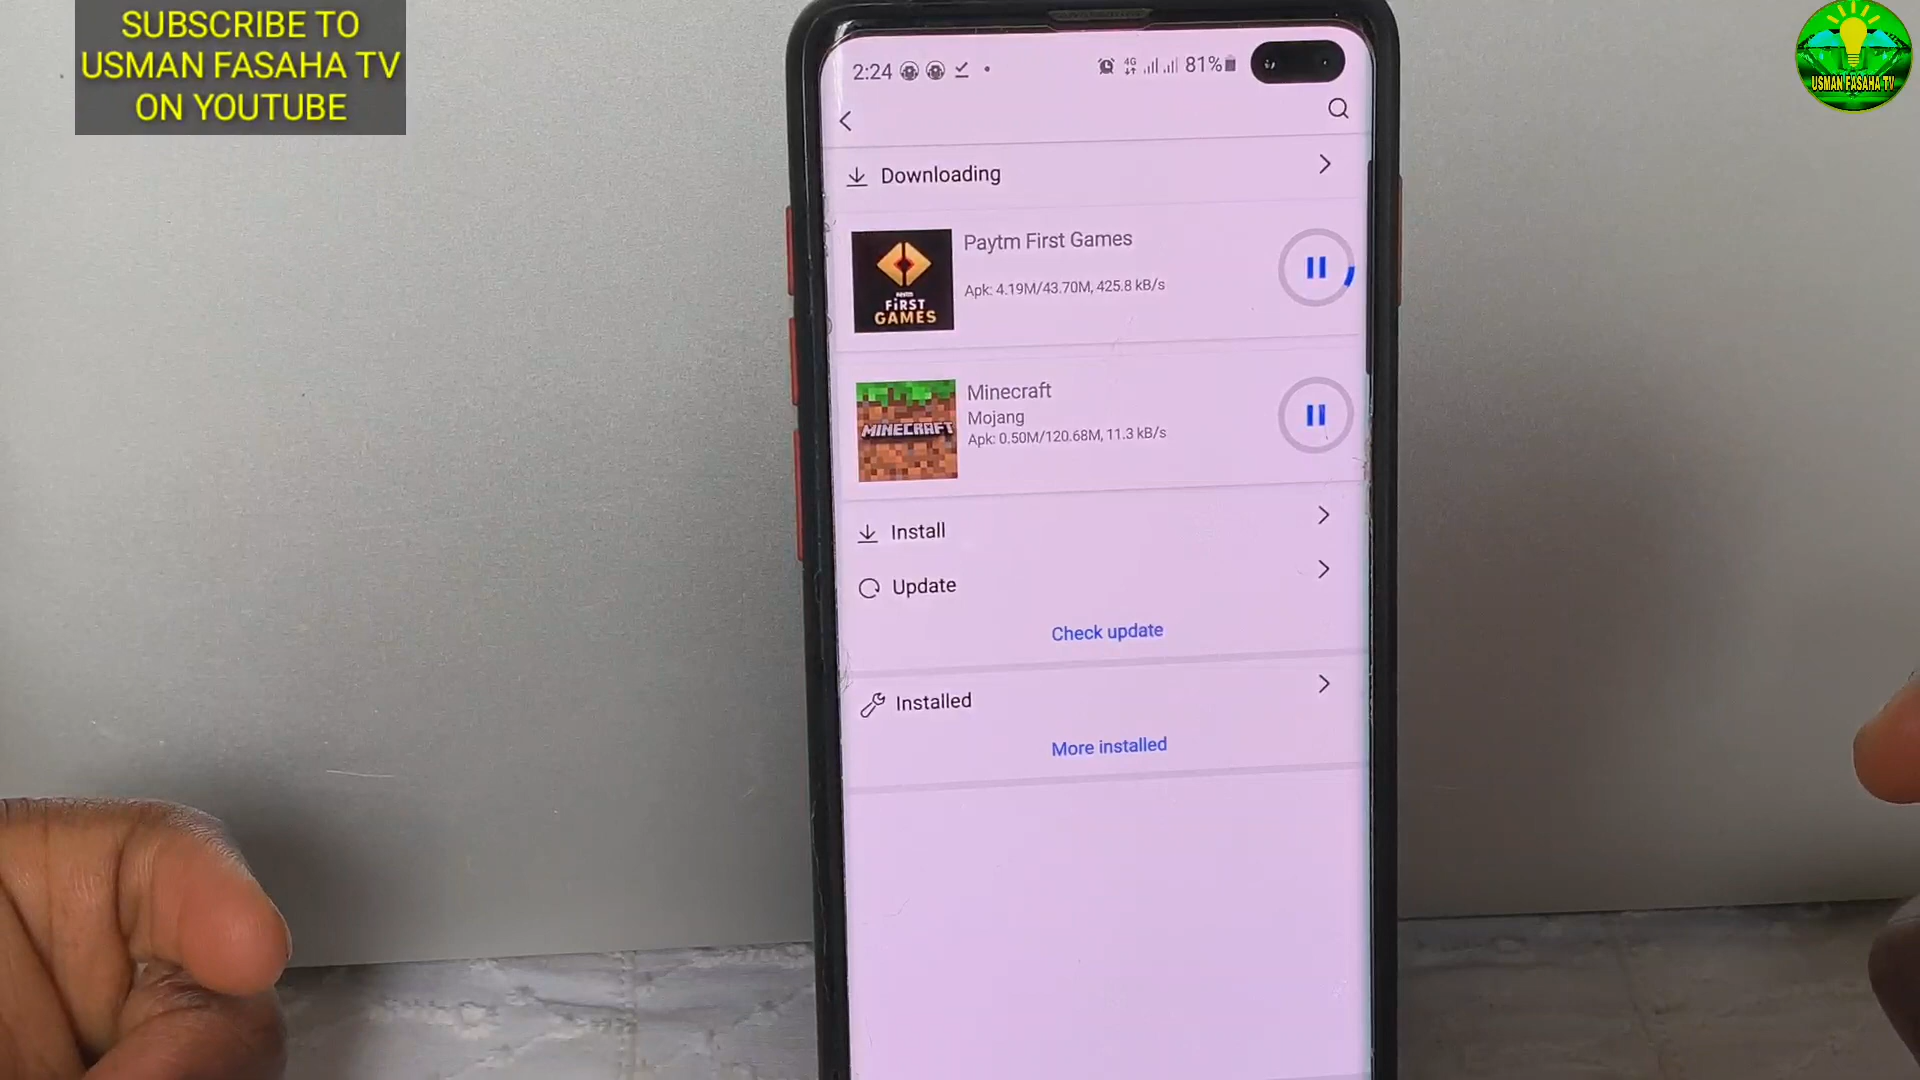 SUBSCRIBE TO
USMAN FASAHA TV
ON YOUTUBE
USMAN FASAHA TV
2:24
4G
81%
Downloading
Paytm First Games
Apk: 4.19M/43.70M, 425.8 kB/s
Paytm
FIRST
GAMES
Minecraft
Mojang
Apk: 0.50M/120.68M, 11.3 kB/s
MINECRAFT
Install
Update
Check update
Installed
More installed